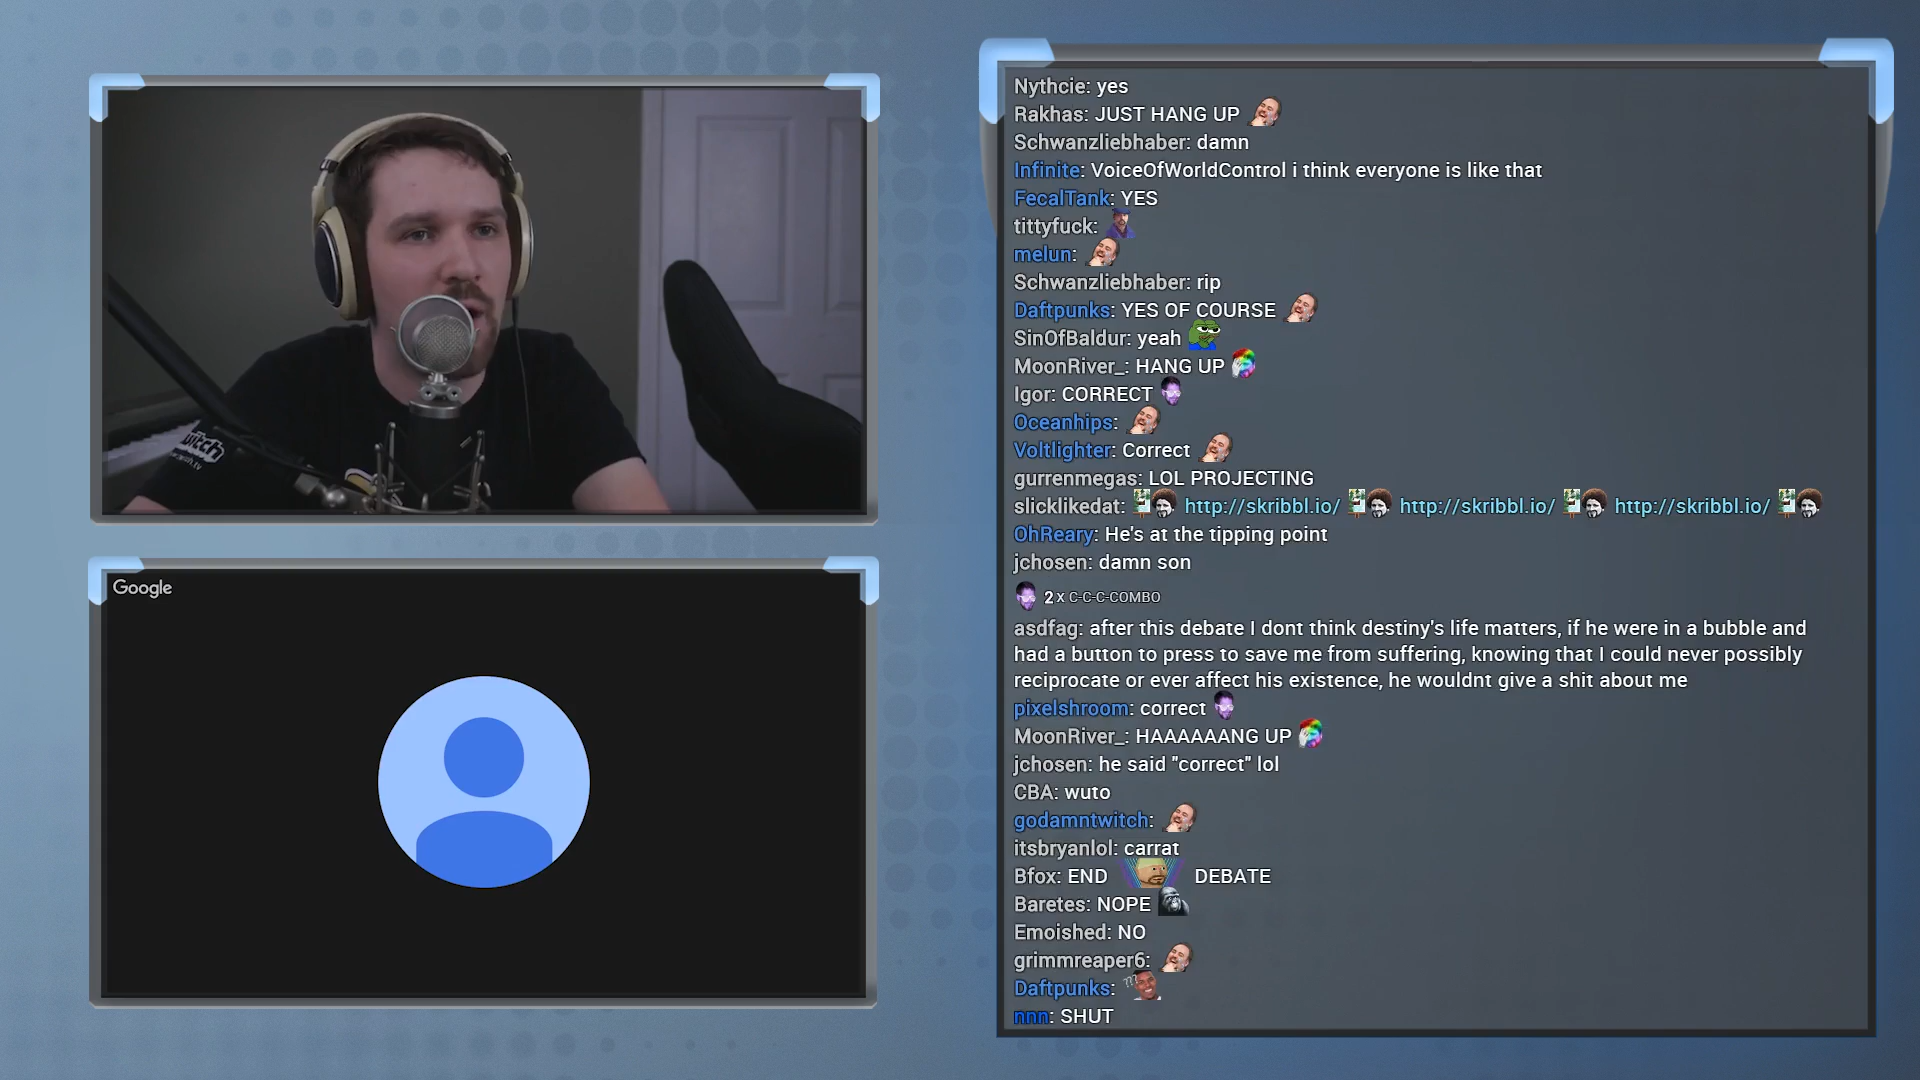 Nythcie: yes
Rakhas: JUST HANG UP
Schwanzliebhaber: damn
Infinite: VoiceOfWorldControl i think everyone is like that
FecalTank: YES
tittyfuck:
melun:
Schwanzliebhaber: rip
Daftpunks: YES OF COURSE
SinOfBaldur: yeah
MoonRiver_: HANG UP
Igor: CORRECT
Oceanhips:
Voltlighter: Correct
gurrenmegas: LOL PROJECTING
slicklikedat: http://skribbl.io/ http://skribbl.io/ http://skribbl.io/
OhReary: He's at the tipping point
jchosen: damn son
2 x C-C-C-COMBO
asdfag: after this debate I dont think destiny's life matters, if he were in a bubble and
had a button to press to save me from suffering, knowing that I could never possibly
reciprocate or ever affect his existence, he wouldnt give a shit about me
pixelshroom: correct
MoonRiver_: HAAAAAANG UP
jchosen: he said "correct" lol
CBA: wuto
godamntwitch:
itsbryanlol: carrat
Bfox: END DEBATE
Baretes: NOPE
Emoished: NO
grimmreaper6:
Daftpunks: ???
nnn: SHUT
Google
twitch